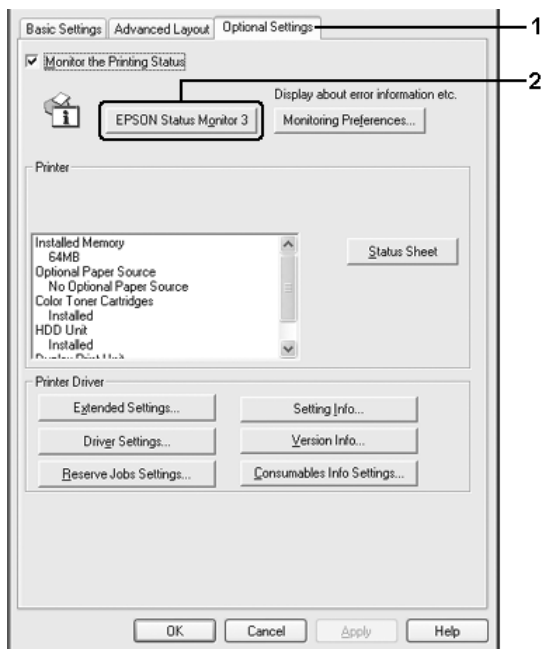 Basic Settings Advanced Layout Optional Settings 1
Monitor the Printing Status
2
Display about error information etc.
EPSON Status Monitor 3 Monitoring Preferences...
Printer
Installed Memory
64MB
Optional Paper Source
No Optional Paper Source
Color Toner Cartridges
Installed
HDD Unit
Installed
Status Sheet
Printer Driver
Extended Settings... Setting Info...
Driver Settings... Version Info...
Reserve Jobs Settings... Consumables Info Settings...
OK Cancel Apply Help